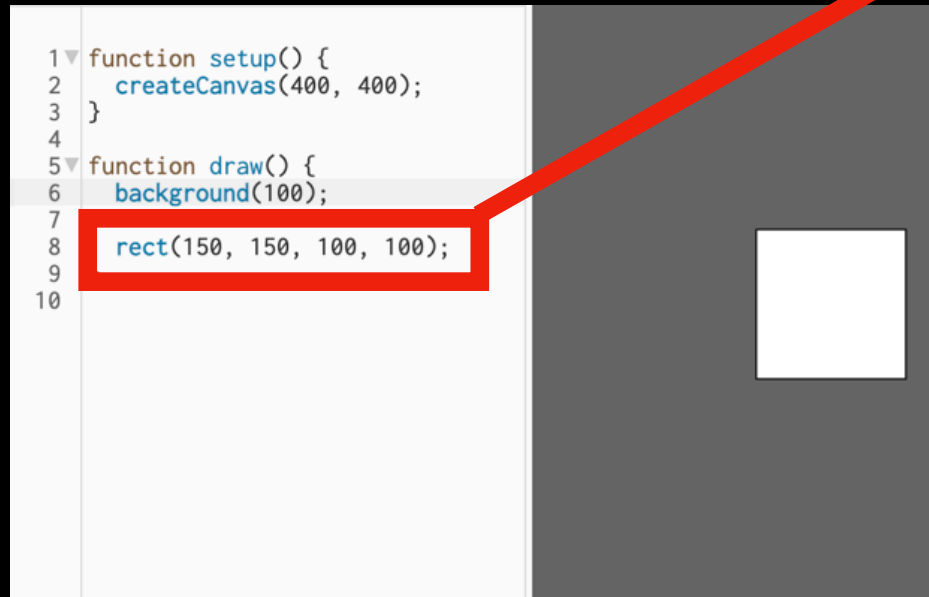 1 function setup() {
2 createCanvas(400, 400);
3 }
4
5 function draw() {
6 background(100);
7
8 rect(150, 150, 100, 100);
9
10